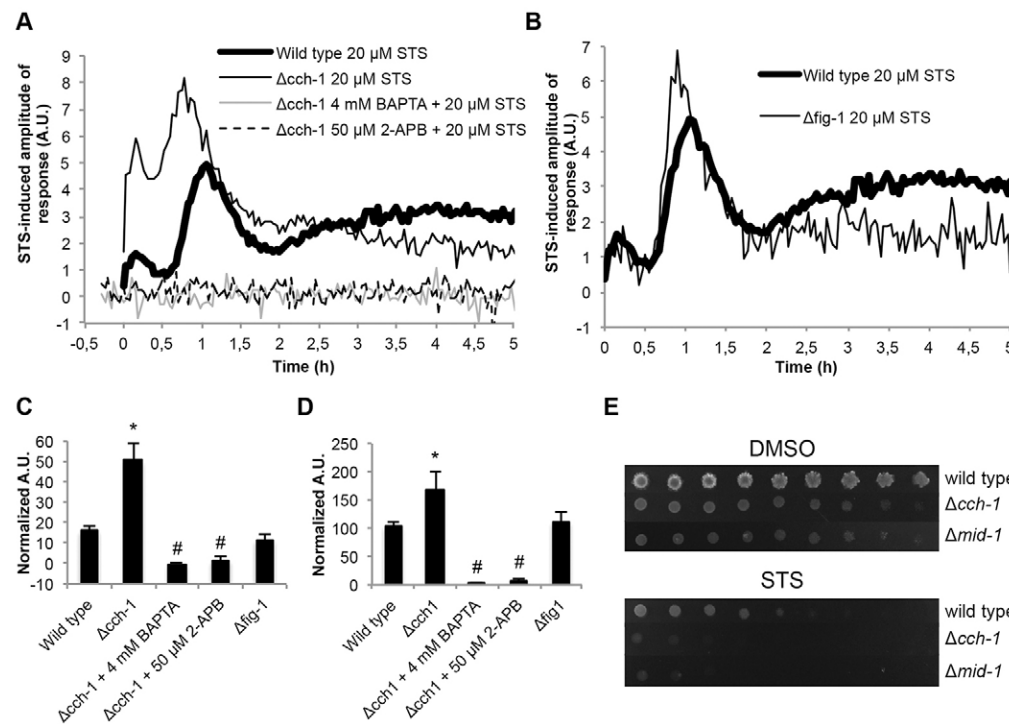 A
Wild type 20 µM STS
Δcch-1 20 µM STS
Δcch-1 4 mM BAPTA + 20 µM STS
Δcch-1 50 µM 2-APB + 20 µM STS
STS-induced amplitude of
response (A.U.)
9
8
7
6
5
4
3
2
1
0
-1
-0,5 0 0,5 1 1,5 2 2,5 3 3,5 4 4,5 5
Time (h)
B
Wild type 20 µM STS
Δfig-1 20 µM STS
STS-induced amplitude of
response (A.U.)
7
6
5
4
3
2
1
0
-1
0 0,5 1 1,5 2 2,5 3 3,5 4 4,5 5
Time (h)
C
Normalized A.U.
60
50
40
30
20
10
0
-10
*
# #
Wild type
Δcch-1
Δcch-1 + 4 mM BAPTA
Δcch-1 + 50 µM 2-APB
Δfig-1
D
Normalized A.U.
250
200
150
100
50
0
*
# #
Wild type
Δcch1
Δcch1 + 4 mM BAPTA
Δcch1 + 50 µM 2-APB
Δfig1
E
DMSO
wild type
Δcch-1
Δmid-1
STS
wild type
Δcch-1
Δmid-1